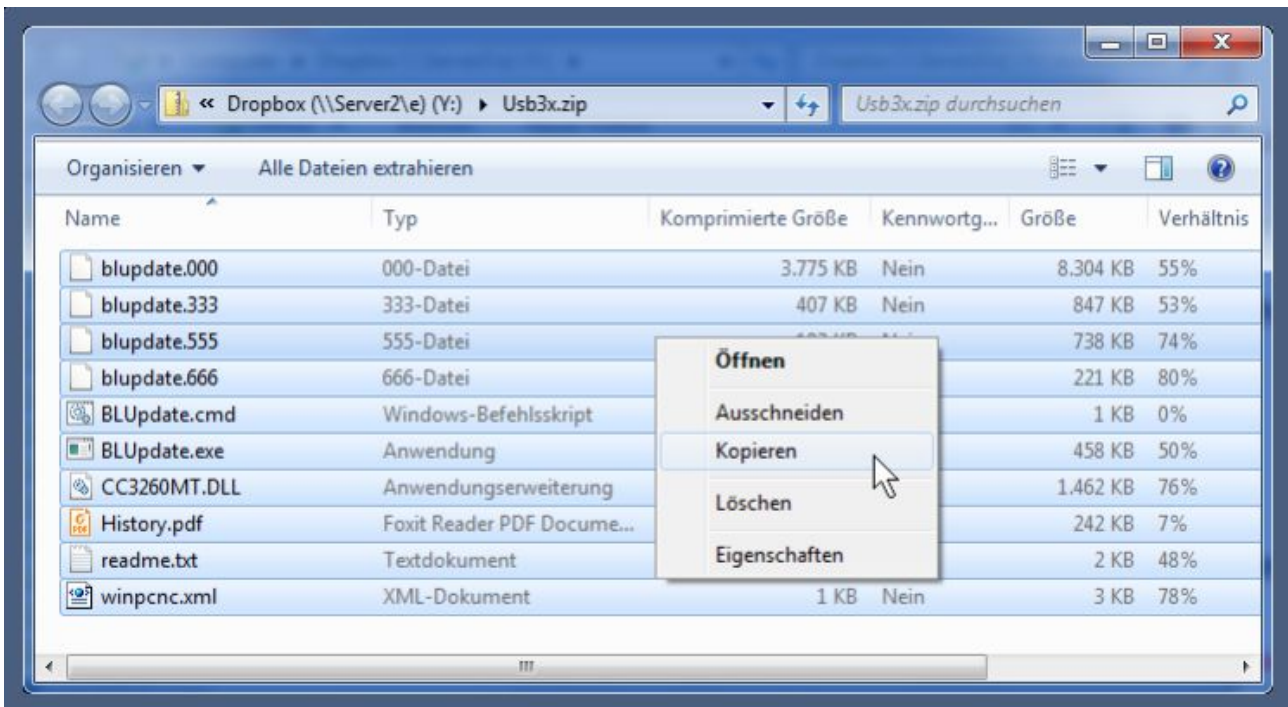 « Dropbox (\\Server2\e) (Y:) ▸ Usb3x.zip Usb3x.zip durchsuchen
Organisieren Alle Dateien extrahieren
Name Typ Komprimierte Größe Kennwortg... Größe Verhältnis
blupdate.000 000-Datei 3.775 KB Nein 8.304 KB 55%
blupdate.333 333-Datei 407 KB Nein 847 KB 53%
blupdate.555 555-Datei 738 KB 74%
blupdate.666 666-Datei 221 KB 80%
BLUpdate.cmd Windows-Befehlsskript 1 KB 0%
BLUpdate.exe Anwendung 458 KB 50%
CC3260MT.DLL Anwendungserweiterung 1.462 KB 76%
History.pdf Foxit Reader PDF Docume... 242 KB 7%
readme.txt Textdokument 2 KB 48%
winpcnc.xml XML-Dokument 1 KB Nein 3 KB 78%
Öffnen
Ausschneiden
Kopieren
Löschen
Eigenschaften